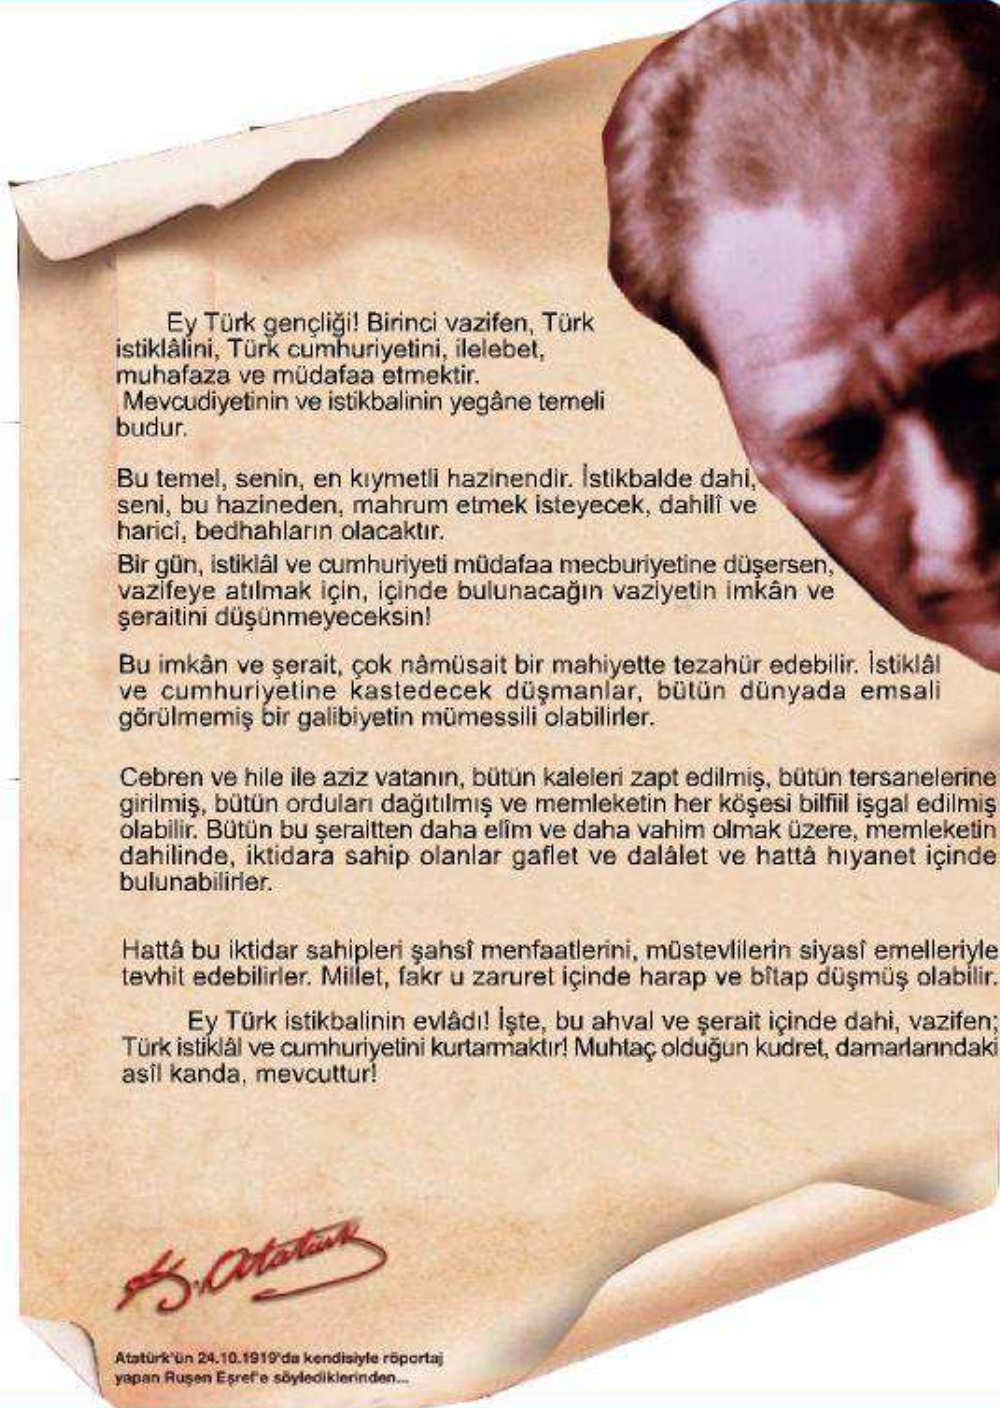 Ey Türk gençliği! Birinci vazifen, Türk
istiklâlini, Türk cumhuriyetini, ilelebet,
muhafaza ve müdafaa etmektir.
Mevcudiyetinin ve istikbalinin yegâne temeli
budur.
Bu temel, senin, en kıymetli hazinendir. İstikbalde dahi,
seni, bu hazineden, mahrum etmek isteyecek, dahilî ve
haricî, bedhahların olacaktır.
Bir gün, istiklâl ve cumhuriyeti müdafaa mecburiyetine düşersen,
vazifeye atılmak için, içinde bulunacağın vaziyetin imkân ve
şeraitini düşünmeyeceksin!
Bu imkân ve şerait, çok nâmüsait bir mahiyette tezahür edebilir. İstiklâl
ve cumhuriyetine kastedecek düşmanlar, bütün dünyada emsali
görülmemiş bir galibiyetin mümessili olabilirler.
Cebren ve hile ile aziz vatanın, bütün kaleleri zapt edilmiş, bütün tersanelerine
girilmiş, bütün orduları dağıtılmış ve memleketin her köşesi bilfiil işgal edilmiş
olabilir. Bütün bu şeraitten daha elîm ve daha vahim olmak üzere, memleketin
dahilinde, iktidara sahip olanlar gaflet ve dalâlet ve hattâ hıyanet içinde
bulunabilirler.
Hattâ bu iktidar sahipleri şahsî menfaatlerini, müstevlilerin siyasî emelleriyle
tevhit edebilirler. Millet, fakr u zaruret içinde harap ve bîtap düşmüş olabilir.
Ey Türk istikbalinin evlâdı! İşte, bu ahval ve şerait içinde dahi, vazifen;
Türk istiklâl ve cumhuriyetini kurtarmaktır! Muhtaç olduğun kudret, damarlarındaki
asîl kanda, mevcuttur!
K. Atatürk
Atatürk'ün 24.10.1919'da kendisiyle röportaj
yapan Ruşen Eşref'e söylediklerinden...